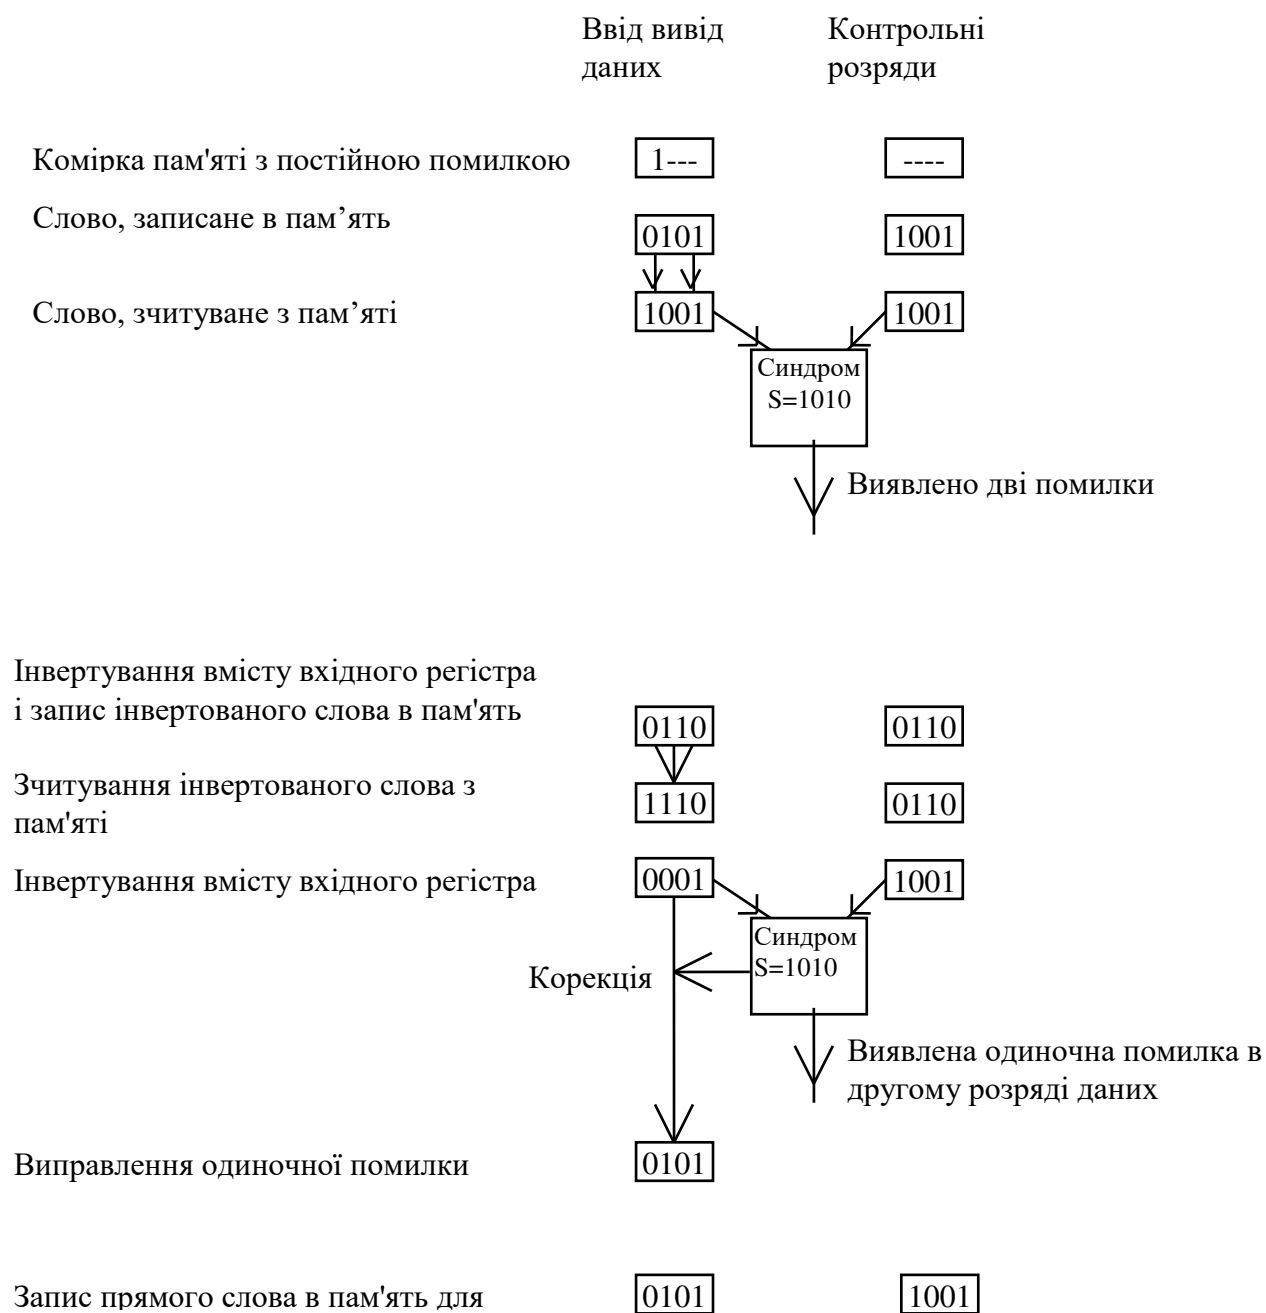 Ввід вивід Контрольні
даних розряди
Комірка пам'яті з постійною помилкою 1--- ----
Слово, записане в пам’ять 0101 1001
Слово, зчитуване з пам’яті 1001 1001
Синдром
S=1010
Виявлено дві помилки
Інвертування вмісту вхідного регістра
і запис інвертованого слова в пам'ять 0110 0110
Зчитування інвертованого слова з 1110 0110
пам'яті
Інвертування вмісту вхідного регістра 0001 1001
Синдром
Корекція S=1010
Виявлена одиночна помилка в
другому розряді даних
Виправлення одиночної помилки 0101
Запис прямого слова в пам'ять для 0101 1001